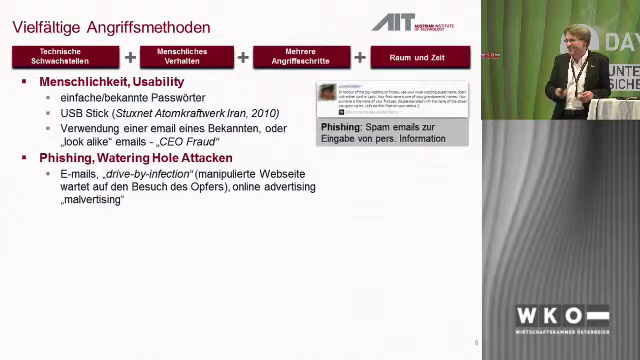 Vielfältige Angriffsmethoden
AIT AUSTRIAN INSTITUTE OF TECHNOLOGY
Technische Schwachstellen
+
Menschliches Verhalten
+
Mehrere Angriffsschritte
+
Raum und Zeit
Menschlichkeit, Usability
einfache/bekannte Passwörter
USB Stick (Stuxnet Atomkraftwerk Iran, 2010)
Verwendung einer email eines Bekannten, oder
„look alike" emails - „CEO Fraud"
Phishing: Spam emails zur
Eingabe von pers. Information
Phishing, Watering Hole Attacken
E-mails, „drive-by-infection" (manipulierte Webseite
wartet auf den Besuch des Opfers), online advertising
„malvertising"
8
DAY
UNTER
SICHE
WKO
WIRTSCHAFTSKAMMER ÖSTERREICH